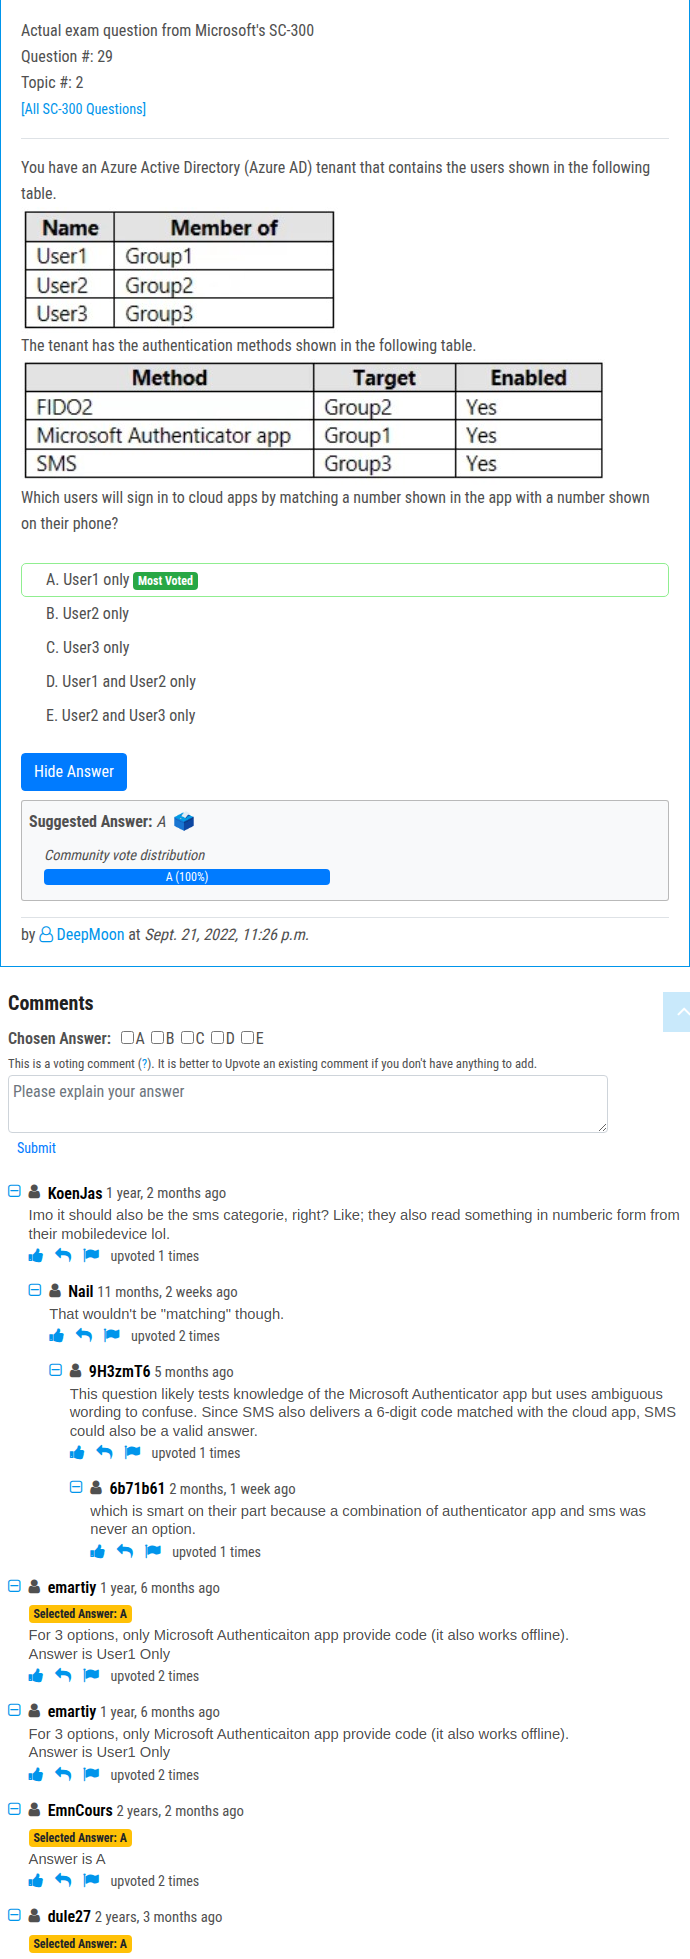 Actual exam question from Microsoft's SC-300
Question #: 29
Topic #: 2
[All SC-300 Questions]
You have an Azure Active Directory (Azure AD) tenant that contains the users shown in the following
table.
Name Member of
User1 Group1
User2 Group2
User3 Group3
The tenant has the authentication methods shown in the following table.
Method Target Enabled
FIDO2 Group2 Yes
Microsoft Authenticator app Group1 Yes
SMS Group3 Yes
Which users will sign in to cloud apps by matching a number shown in the app with a number shown
on their phone?
A. User1 only Most Voted
B. User2 only
C. User3 only
D. User1 and User2 only
E. User2 and User3 only
Hide Answer
Suggested Answer: A
Community vote distribution
A (100%)
by DeepMoon at Sept. 21, 2022, 11:26 p.m.
Comments
Chosen Answer: A B C D E
This is a voting comment (?). It is better to Upvote an existing comment if you don't have anything to add.
Please explain your answer
Submit
KoenJas 1 year, 2 months ago
Imo it should also be the sms categorie, right? Like; they also read something in numberic form from
their mobiledevice lol.
upvoted 1 times
Nail 11 months, 2 weeks ago
That wouldn't be "matching" though.
upvoted 2 times
9H3zmT6 5 months ago
This question likely tests knowledge of the Microsoft Authenticator app but uses ambiguous
wording to confuse. Since SMS also delivers a 6-digit code matched with the cloud app, SMS
could also be a valid answer.
upvoted 1 times
6b71b61 2 months, 1 week ago
which is smart on their part because a combination of authenticator app and sms was
never an option.
upvoted 1 times
emartiy 1 year, 6 months ago
Selected Answer: A
For 3 options, only Microsoft Authenticaiton app provide code (it also works offline).
Answer is User1 Only
upvoted 2 times
emartiy 1 year, 6 months ago
For 3 options, only Microsoft Authenticaiton app provide code (it also works offline).
Answer is User1 Only
upvoted 2 times
EmnCours 2 years, 2 months ago
Selected Answer: A
Answer is A
upvoted 2 times
dule27 2 years, 3 months ago
Selected Answer: A